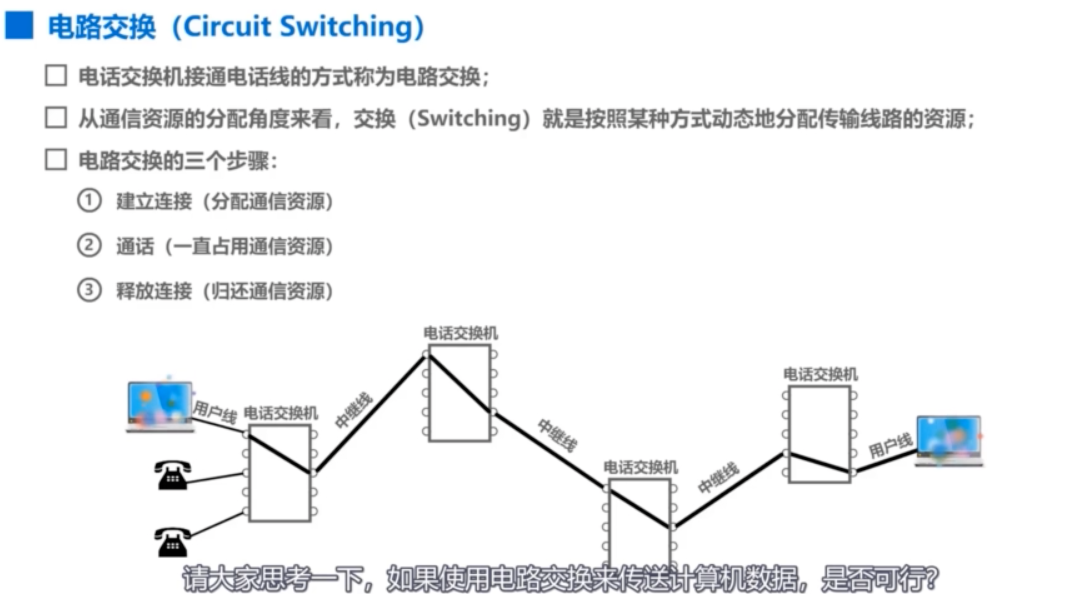 电路交换（Circuit Switching）
电话交换机接通电话线的方式称为电路交换；
从通信资源的分配角度来看，交换（Switching）就是按照某种方式动态地分配传输线路的资源；
电路交换的三个步骤：
① 建立连接（分配通信资源）
② 通话（一直占用通信资源）
③ 释放连接（归还通信资源）
电话交换机
电话交换机
用户线
电话交换机
中继线
中继线
用户线
电话交换机
中继线
请大家思考一下，如果使用电路交换来传送计算机数据，是否可行？